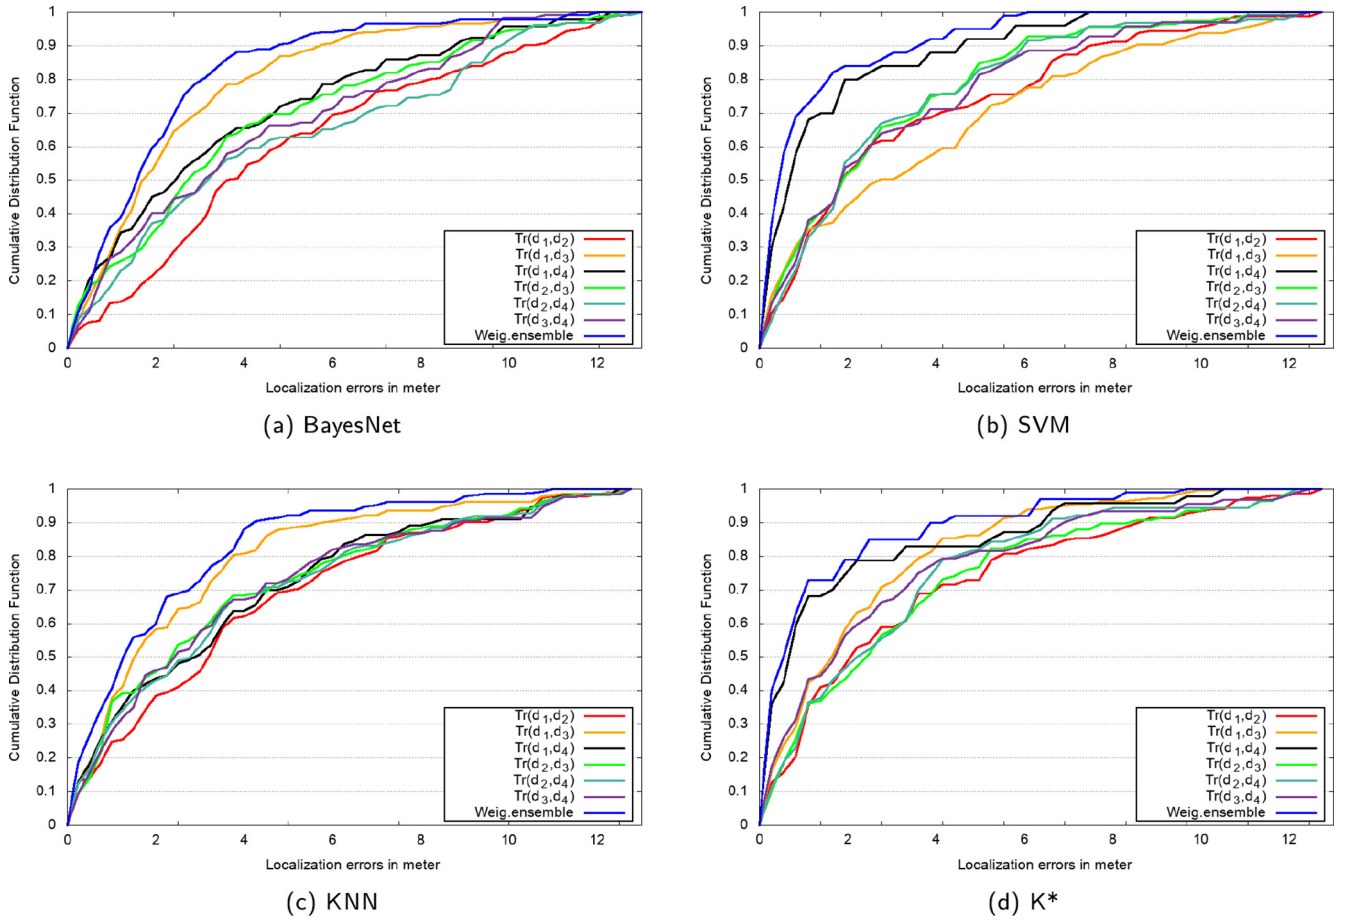 Cumulative Distribution Function
1
0.9
0.8
0.7
0.6
0.5
0.4
0.3
0.2
0.1
0
0 2 4 6 8 10 12
Localization errors in meter
Tr(d1,d2)
Tr(d1,d3)
Tr(d1,d4)
Tr(d2,d3)
Tr(d2,d4)
Tr(d3,d4)
Weig.ensemble
(a) BayesNet
Cumulative Distribution Function
1
0.9
0.8
0.7
0.6
0.5
0.4
0.3
0.2
0.1
0
0 2 4 6 8 10 12
Localization errors in meter
Tr(d1,d2)
Tr(d1,d3)
Tr(d1,d4)
Tr(d2,d3)
Tr(d2,d4)
Tr(d3,d4)
Weig.ensemble
(b) SVM
Cumulative Distribution Function
1
0.9
0.8
0.7
0.6
0.5
0.4
0.3
0.2
0.1
0
0 2 4 6 8 10 12
Localization errors in meter
Tr(d1,d2)
Tr(d1,d3)
Tr(d1,d4)
Tr(d2,d3)
Tr(d2,d4)
Tr(d3,d4)
Weig.ensemble
(c) KNN
Cumulative Distribution Function
1
0.9
0.8
0.7
0.6
0.5
0.4
0.3
0.2
0.1
0
0 2 4 6 8 10 12
Localization errors in meter
Tr(d1,d2)
Tr(d1,d3)
Tr(d1,d4)
Tr(d2,d3)
Tr(d2,d4)
Tr(d3,d4)
Weig.ensemble
(d) K*